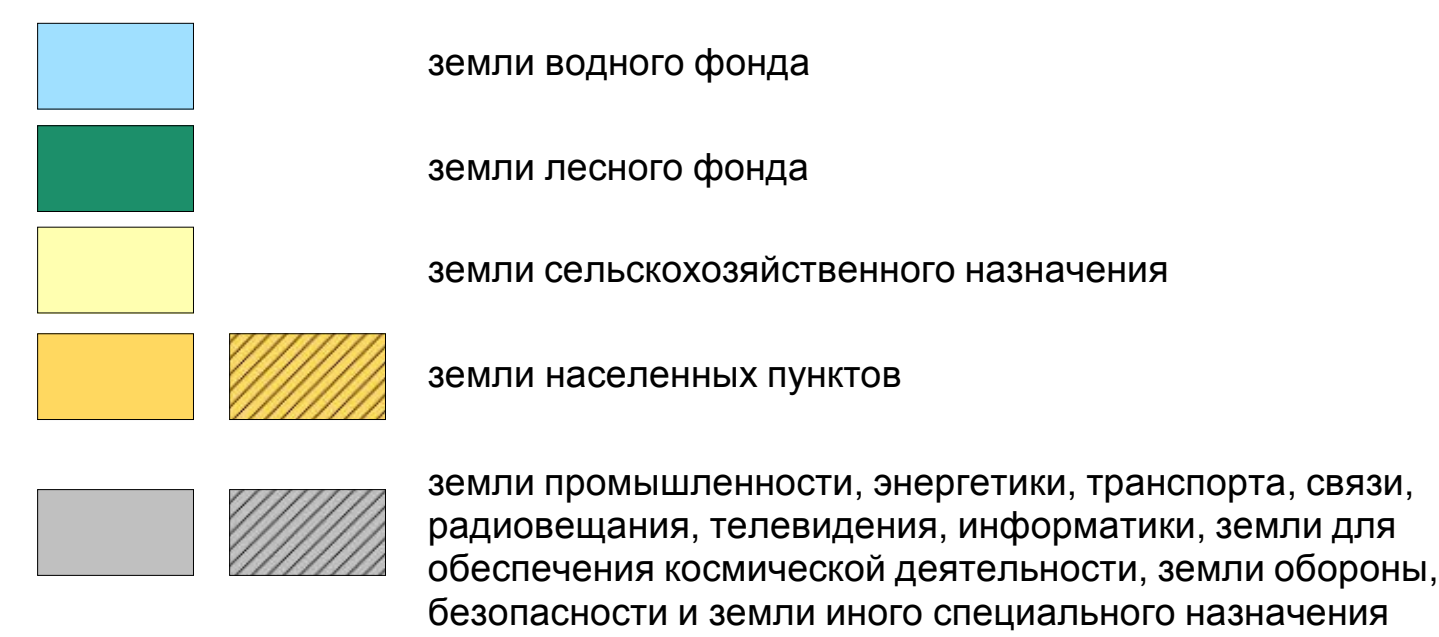 земли водного фонда
земли лесного фонда
земли сельскохозяйственного назначения
земли населенных пунктов
земли промышленности, энергетики, транспорта, связи,
радиовещания, телевидения, информатики, земли для
обеспечения космической деятельности, земли обороны,
безопасности и земли иного специального назначения